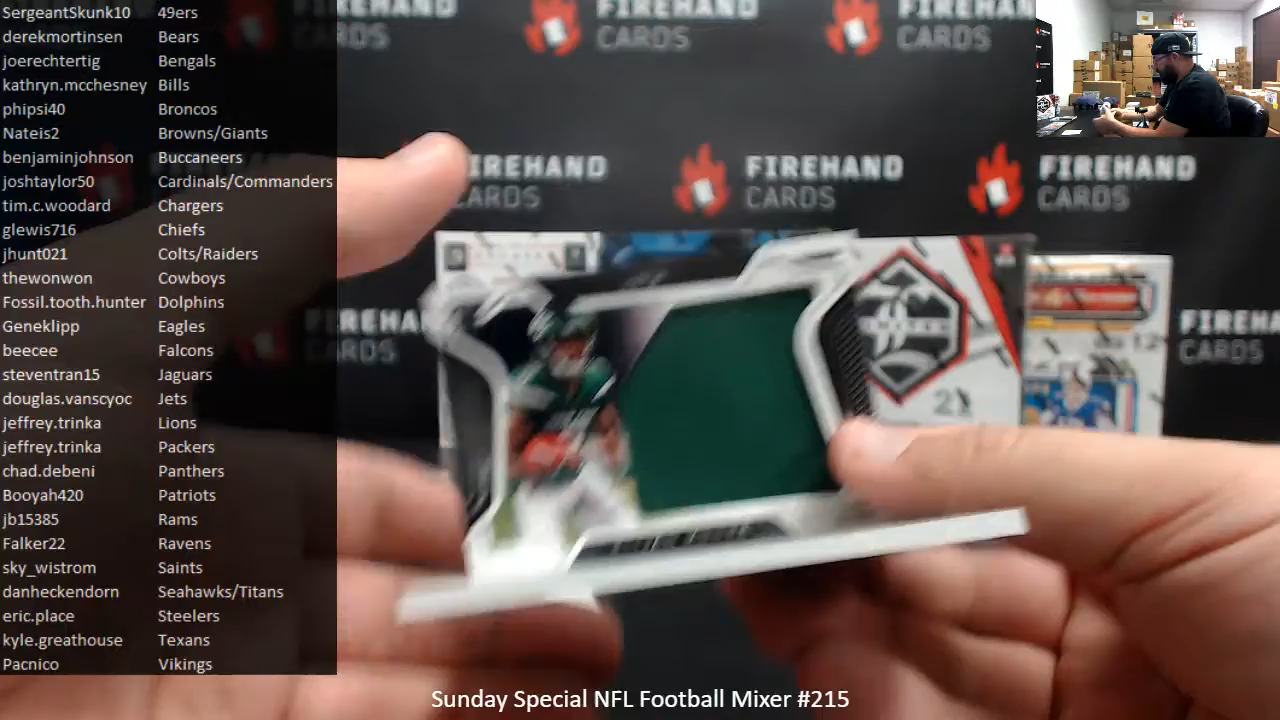 SergeantSkunk10 49ers
derekmortinsen Bears
joerechtertig Bengals
kathryn.mcchesney Bills
phipsi40 Broncos
Nateis2 Browns/Giants
benjaminjohnson Buccaneers
joshtaylor50 Cardinals/Commanders
tim.c.woodard Chargers
glewis716 Chiefs
jhunt021 Colts/Raiders
thewonwon Cowboys
Fossil.tooth.hunter Dolphins
Geneklipp Eagles
beecee Falcons
steventran15 Jaguars
douglas.vanscyoc Jets
jeffrey.trinka Lions
jeffrey.trinka Packers
chad.debeni Panthers
Booyah420 Patriots
jb15385 Rams
Falker22 Ravens
sky_wistrom Saints
danheckendorn Seahawks/Titans
eric.place Steelers
kyle.greathouse Texans
Pacnico Vikings
FIREHAND
CARDS
FIREHAN
CARDS
FIREHAND
CARDS
FIREHAND
CARDS
FIREHAND
CARDS
FIREHA
CARDS
Sunday Special NFL Football Mixer #215